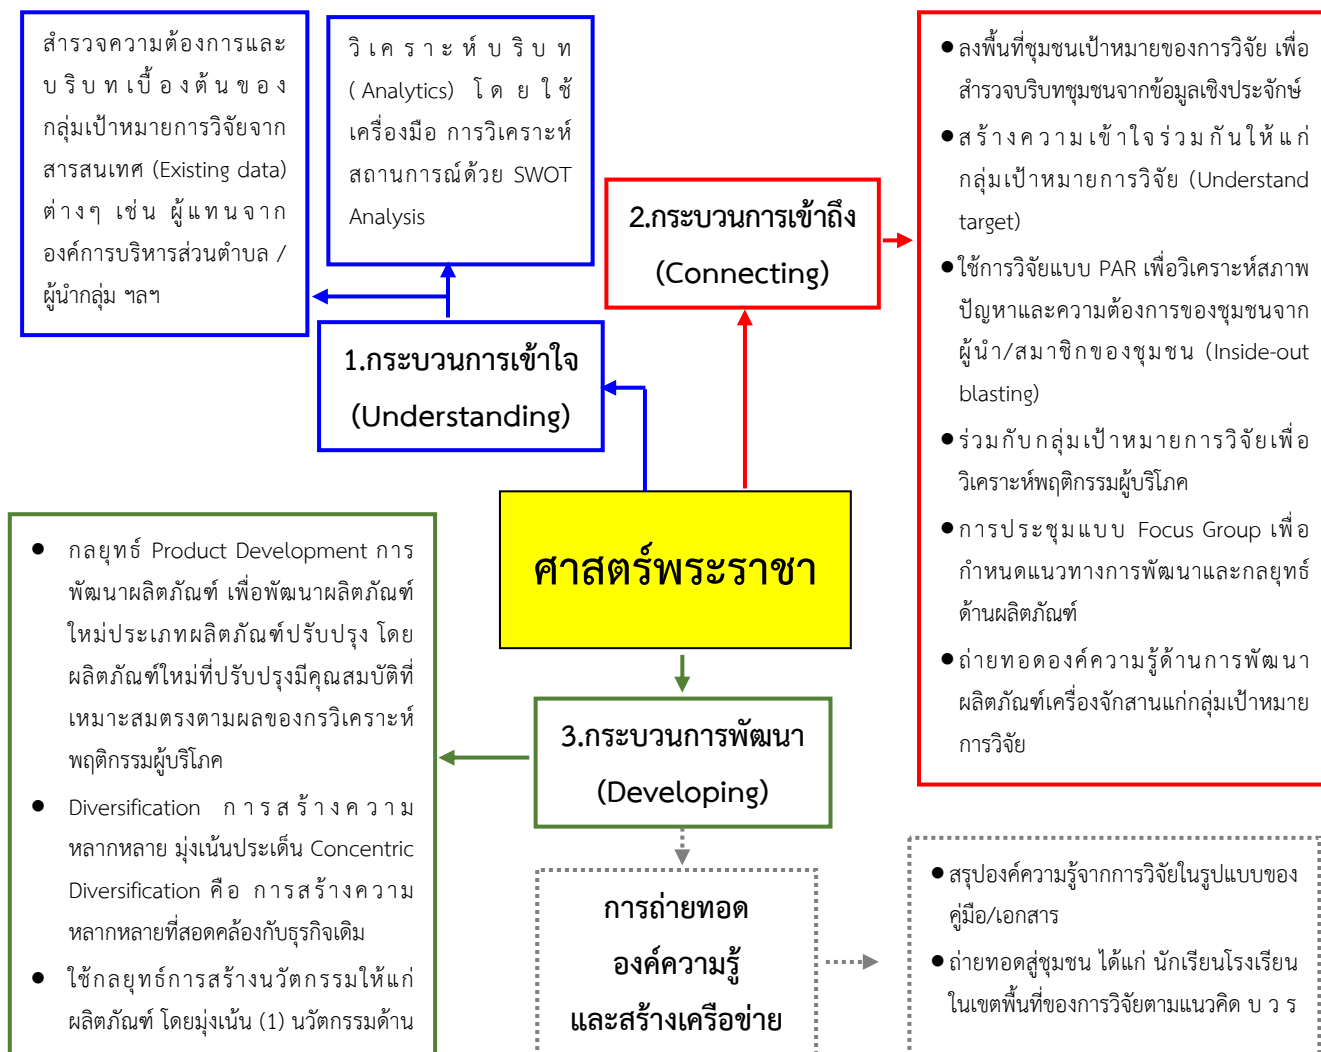 สำรวจความต้องการและ
บริบทเบื้องต้นของ
กลุ่มเป้าหมายการวิจัยจาก
สารสนเทศ (Existing data)
ต่างๆ เช่น ผู้แทนจาก
องค์การบริหารส่วนตำบล /
ผู้นำกลุ่ม ฯลฯ
วิเคราะห์บริบท
(Analytics) โดยใช้
เครื่องมือ การวิเคราะห์
สถานการณ์ด้วย SWOT
Analysis
1.กระบวนการเข้าใจ
(Understanding)
2.กระบวนการเข้าถึง
(Connecting)
● ลงพื้นที่ชุมชนเป้าหมายของการวิจัย เพื่อ
สำรวจบริบทชุมชนจากข้อมูลเชิงประจักษ์
● สร้างความเข้าใจร่วมกันให้แก่
กลุ่มเป้าหมายการวิจัย (Understand
target)
● ใช้การวิจัยแบบ PAR เพื่อวิเคราะห์สภาพ
ปัญหาและความต้องการของชุมชนจาก
ผู้นำ/สมาชิกของชุมชน (Inside-out
blasting)
● ร่วมกับกลุ่มเป้าหมายการวิจัยเพื่อ
วิเคราะห์พฤติกรรมผู้บริโภค
● การประชุมแบบ Focus Group เพื่อ
กำหนดแนวทางการพัฒนาและกลยุทธ์
ด้านผลิตภัณฑ์
● ถ่ายทอดองค์ความรู้ด้านการพัฒนา
ผลิตภัณฑ์เครื่องจักสานแก่กลุ่มเป้าหมาย
การวิจัย
ศาสตร์พระราชา
3.กระบวนการพัฒนา
(Developing)
● กลยุทธ์ Product Development การ
พัฒนาผลิตภัณฑ์ เพื่อพัฒนาผลิตภัณฑ์
ใหม่ประเภทผลิตภัณฑ์ปรับปรุง โดย
ผลิตภัณฑ์ใหม่ที่ปรับปรุงมีคุณสมบัติที่
เหมาะสมตรงตามผลของกรวิเคราะห์
พฤติกรรมผู้บริโภค
● Diversification การสร้างความ
หลากหลาย มุ่งเน้นประเด็น Concentric
Diversification คือ การสร้างความ
หลากหลายที่สอดคล้องกับธุรกิจเดิม
● ใช้กลยุทธ์การสร้างนวัตกรรมให้แก่
ผลิตภัณฑ์ โดยมุ่งเน้น (1) นวัตกรรมด้าน
การถ่ายทอด
องค์ความรู้
และสร้างเครือข่าย
● สรุปองค์ความรู้จากการวิจัยในรูปแบบของ
คู่มือ/เอกสาร
● ถ่ายทอดสู่ชุมชน ได้แก่ นักเรียนโรงเรียน
ในเขตพื้นที่ของการวิจัยตามแนวคิด บ ว ร